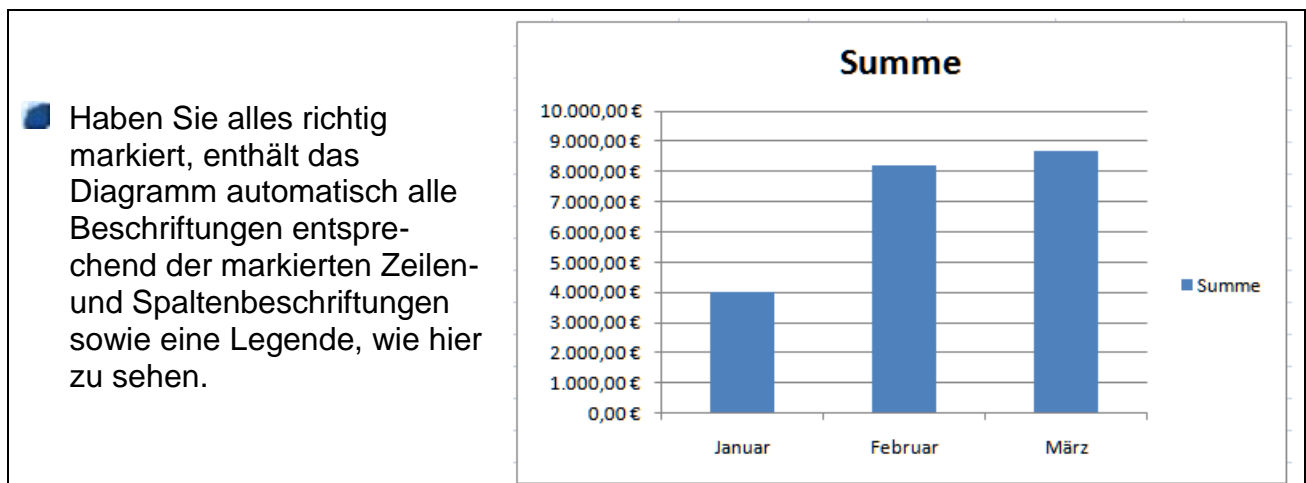 Haben Sie alles richtig
markiert, enthält das
Diagramm automatisch alle
Beschriftungen entspre-
chend der markierten Zeilen-
und Spaltenbeschriftungen
sowie eine Legende, wie hier
zu sehen.
Summe
10.000,00 €
9.000,00 €
8.000,00 €
7.000,00 €
6.000,00 €
5.000,00 €
4.000,00 €
3.000,00 €
2.000,00 €
1.000,00 €
0,00 €
Januar Februar März
Summe